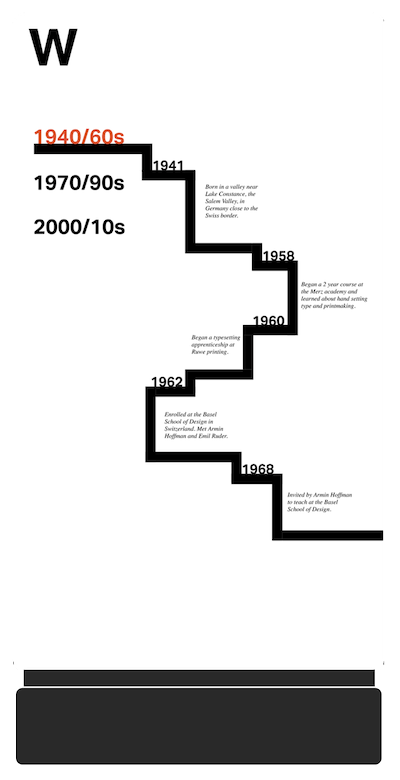 W
1940/60s
1970/90s
2000/10s
1941
Born in a valley near
Lake Constance, the
Salem Valley, in
Germany close to the
Swiss border.
1958
Began a 2 year course at
the Merz academy and
learned about hand setting
type and printmaking.
1960
Began a typesetting
apprenticeship at
Ruwe printing.
1962
Enrolled at the Basel
School of Design in
Switzerland. Met Armin
Hoffman and Emil Ruder.
1968
Invited by Armin Hoffman
to teach at the Basel
School of Design.